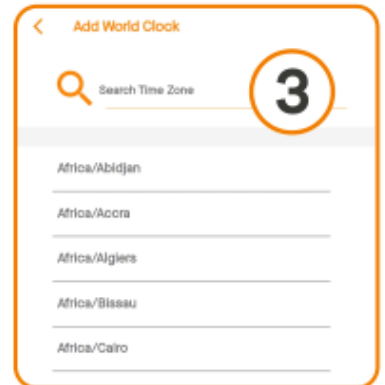 Add World Clock
Search Time Zone
3
Africa/Abidjan
Africa/Accra
Africa/Algiers
Africa/Bissau
Africa/Cairo